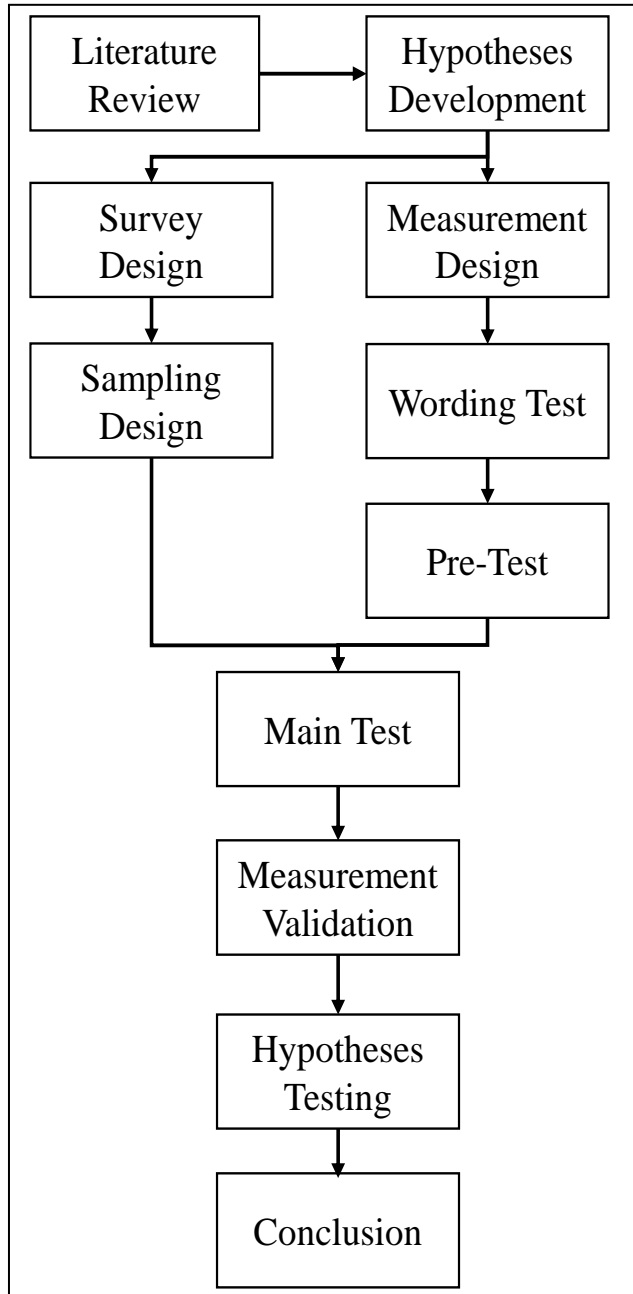 Literature
Review
Hypotheses
Development
Survey
Design
Measurement
Design
Sampling
Design
Wording Test
Pre-Test
Main Test
Measurement
Validation
Hypotheses
Testing
Conclusion